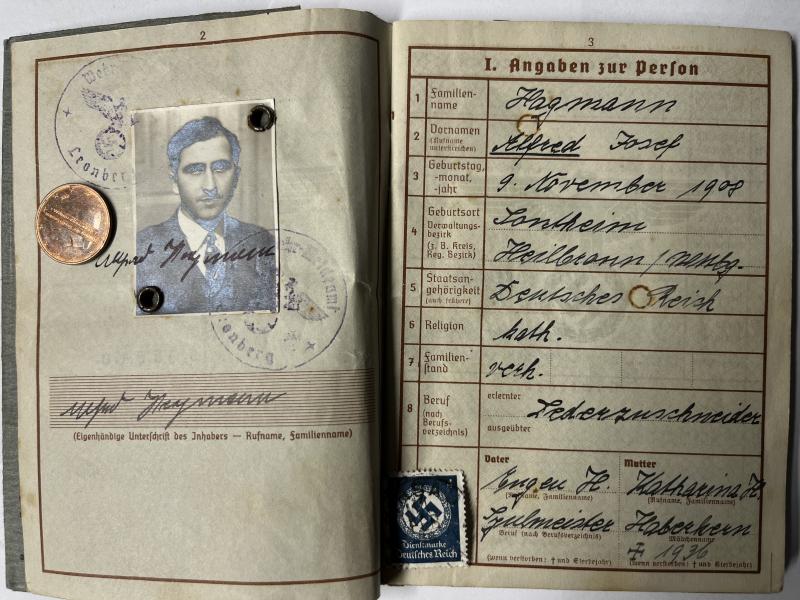 2
Leonberg
Alfred Hagmann
Leonberg
Alfred Hagmann
(Eigenhändige Unterschrift des Inhabers — Rufname, Familienname)
3
I. Angaben zur Person
1 Familien-
name
Hagmann
2 Vornamen
(Rufname
unterstreichen)
Alfred Josef
3 Geburtstag,
-monat,
-jahr
9. November 1908
4 Geburtsort
Verwaltungs-
bezirk
(z. B. Kreis,
Reg. Bezirk)
Sontheim
Heilbronn
5 Staatsan-
gehörigkeit
(auch frühere)
Deutsches Reich
6 Religion
kath.
7 Familien-
stand
verh.
8 Beruf
(nach
Berufs-
verzeichnis)
erlernter
Lederzuschneider
ausgeübter
Vater
Eugen H.
(Rufname, Familienname)
Beruf (nach Berufsverzeichnis)
(wenn verstorben: † und Sterbejahr)
Mutter
Katharina H.
(Rufname, Familienname)
Haberkern
Mädchenname
† 1936
(wenn verstorben: † und Sterbejahr)
Dienstmarke
Deutsches Reich